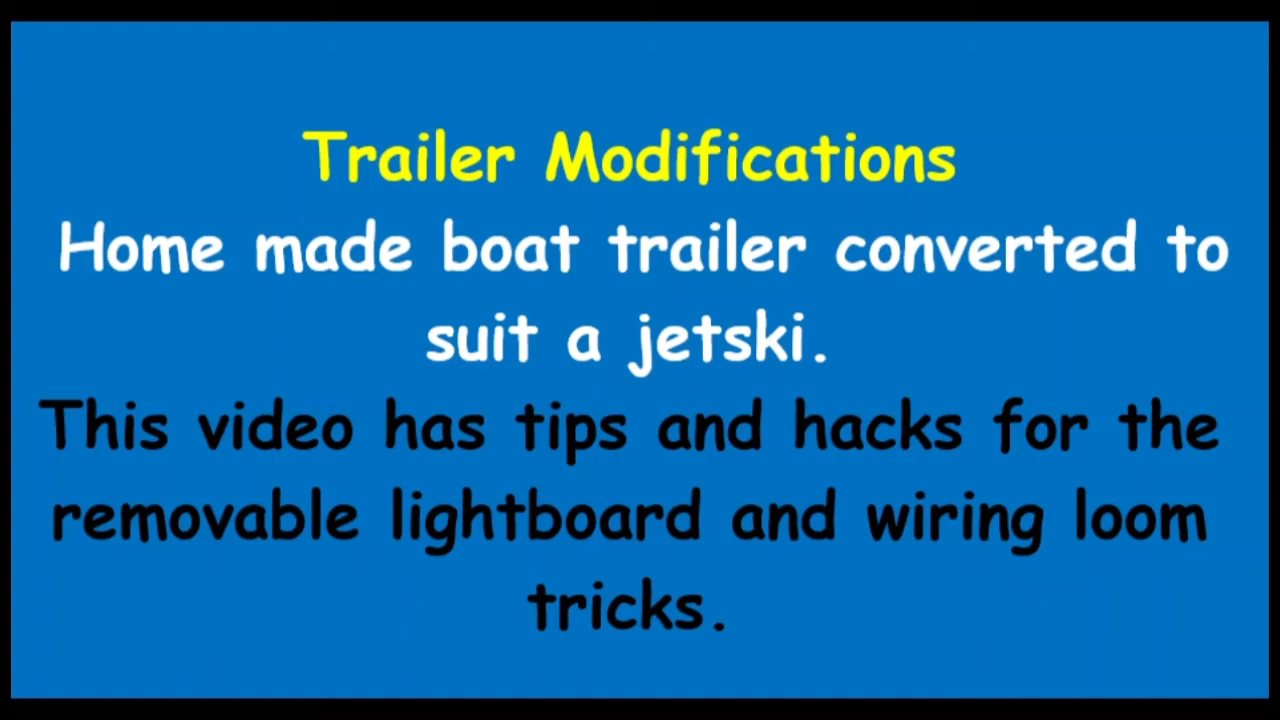 Trailer Modifications
Home made boat trailer converted to
suit a jetski.
This video has tips and hacks for the
removable lightboard and wiring loom
tricks.